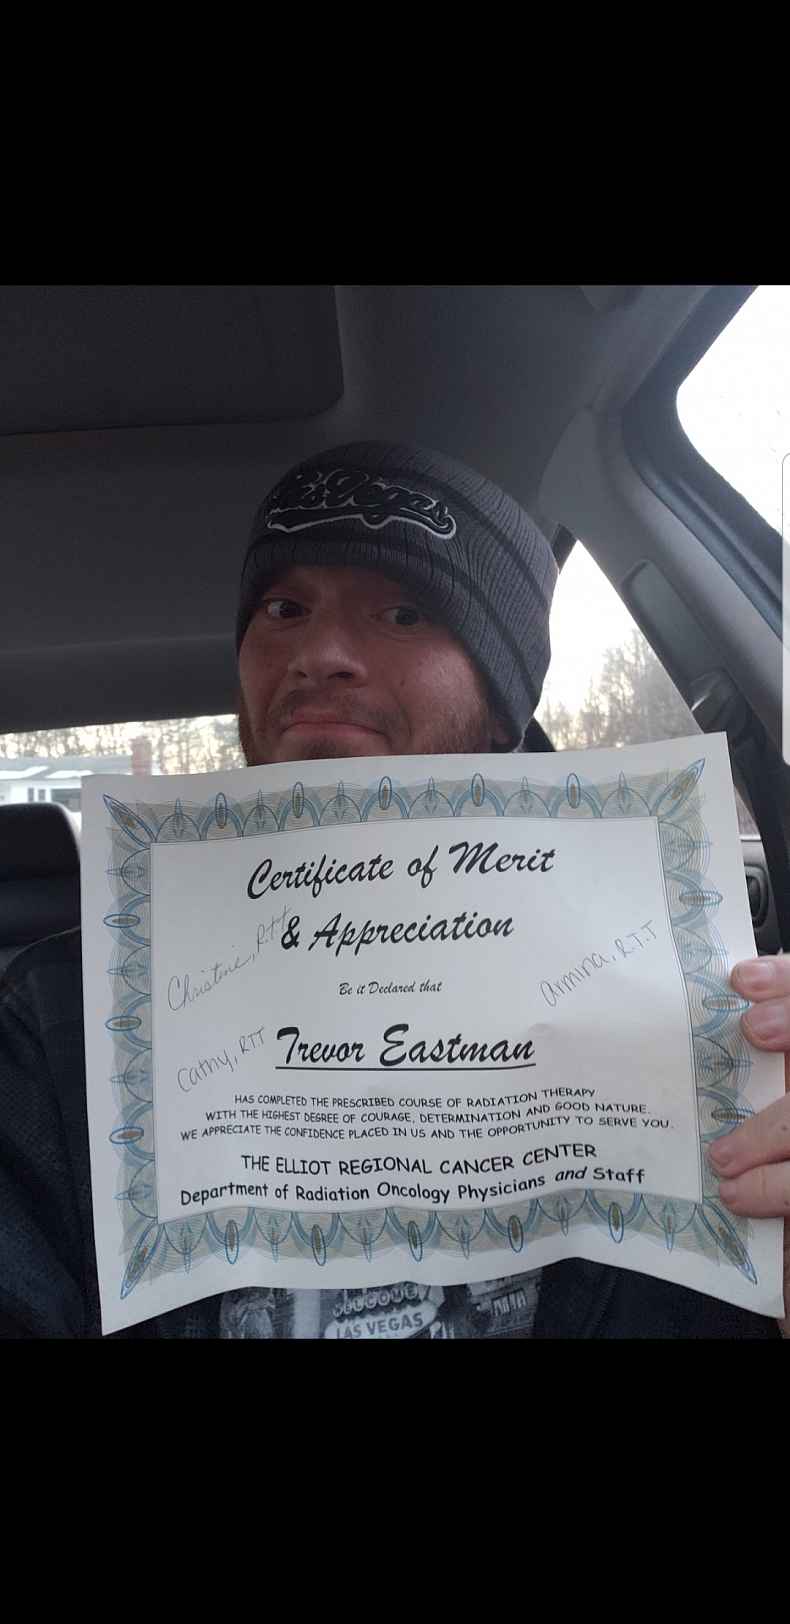 Las Vegas
Certificate of Merit
& Appreciation
Christine, R.T.T
Armina, R.T.T
Be it Declared that
Cathy, RTT
Trevor Eastman
HAS COMPLETED THE PRESCRIBED COURSE OF RADIATION THERAPY
WITH THE HIGHEST DEGREE OF COURAGE, DETERMINATION AND GOOD NATURE.
WE APPRECIATE THE CONFIDENCE PLACED IN US AND THE OPPORTUNITY TO SERVE YOU.
THE ELLIOT REGIONAL CANCER CENTER
Department of Radiation Oncology Physicians and Staff
WELCOME
LAS VEGAS